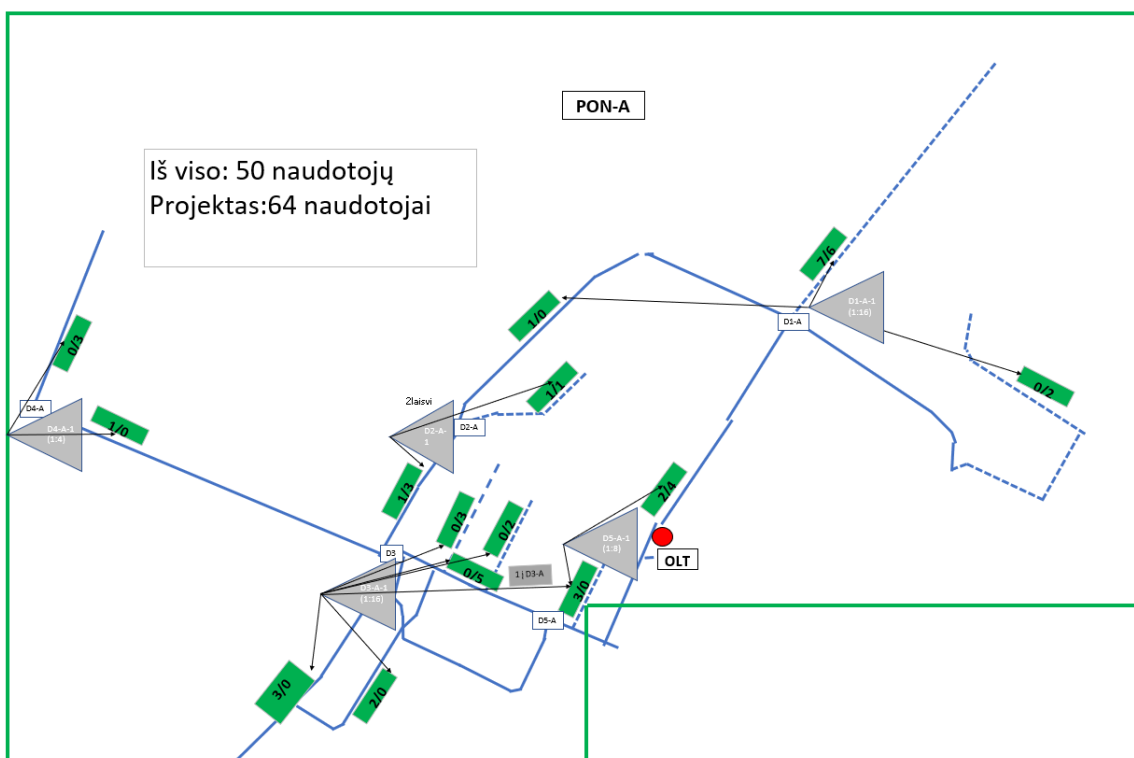 PON-A
Iš viso: 50 naudotojų
Projektas:64 naudotojai
7/6
D1-A-1
(1:16)
D1-A
1/0
0/3
0/2
1/1
2laisvi
D4-A
D4-A-1
(1:4)
1/0
D2-A-
1
D2-A
1/3
2/4
0/3
0/2
D5-A-1
(1:8)
OLT
D3
0/5
1 į D3-A
3/0
D3-A-1
(1:16)
D5-A
3/0
2/0